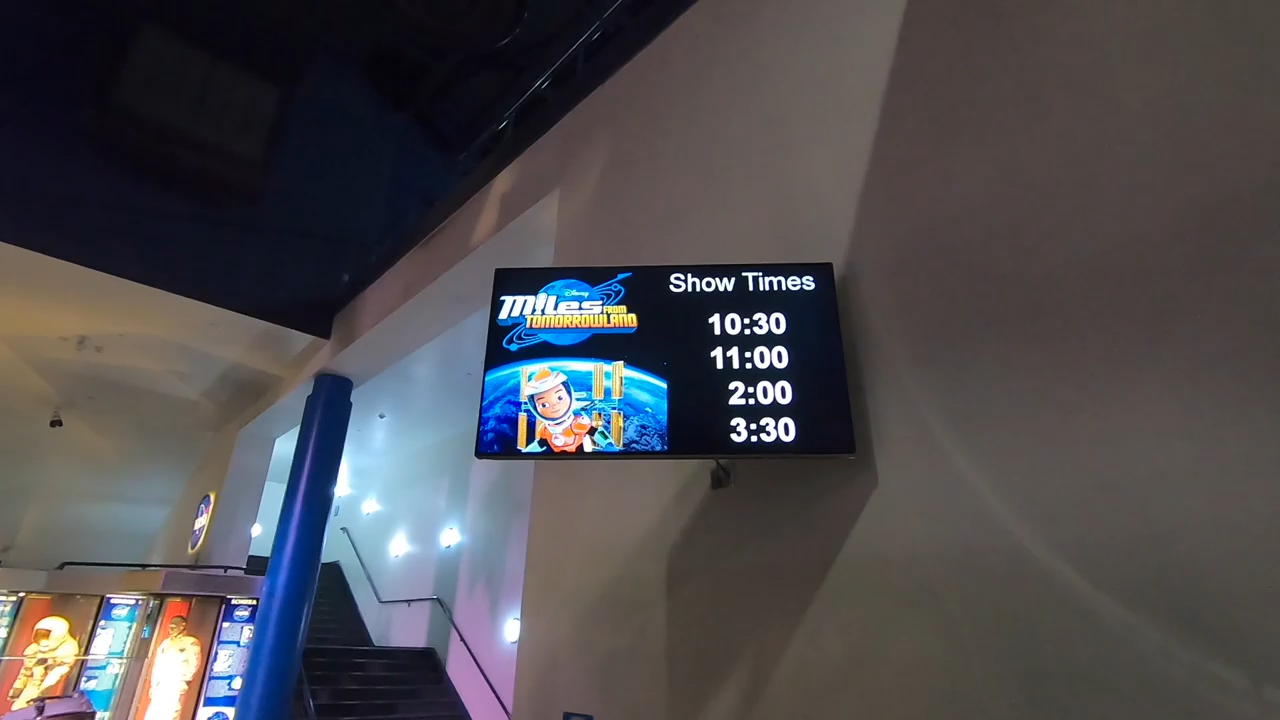 Disney
Miles
FROM
TOMORROWLAND
Show Times
10:30
11:00
2:00
3:30